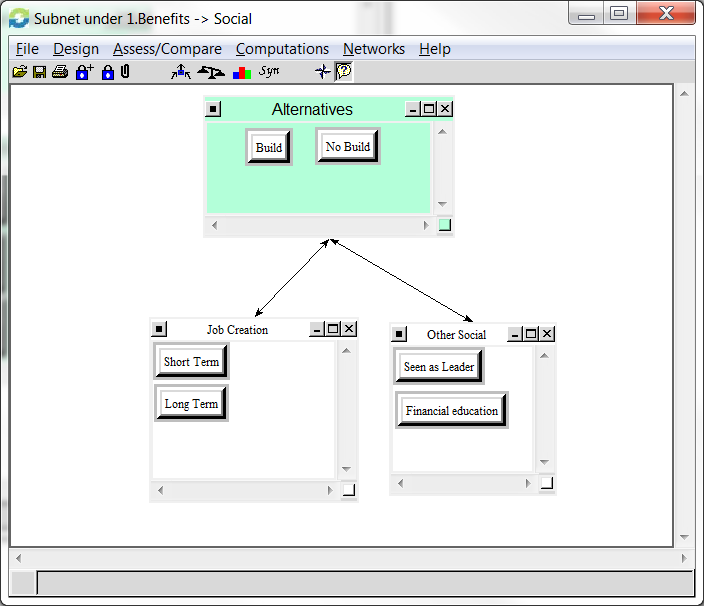 Subnet under 1.Benefits -> Social
File Design Assess/Compare Computations Networks Help
Syn
Alternatives
Build No Build
Job Creation
Short Term
Long Term
Other Social
Seen as Leader
Financial education